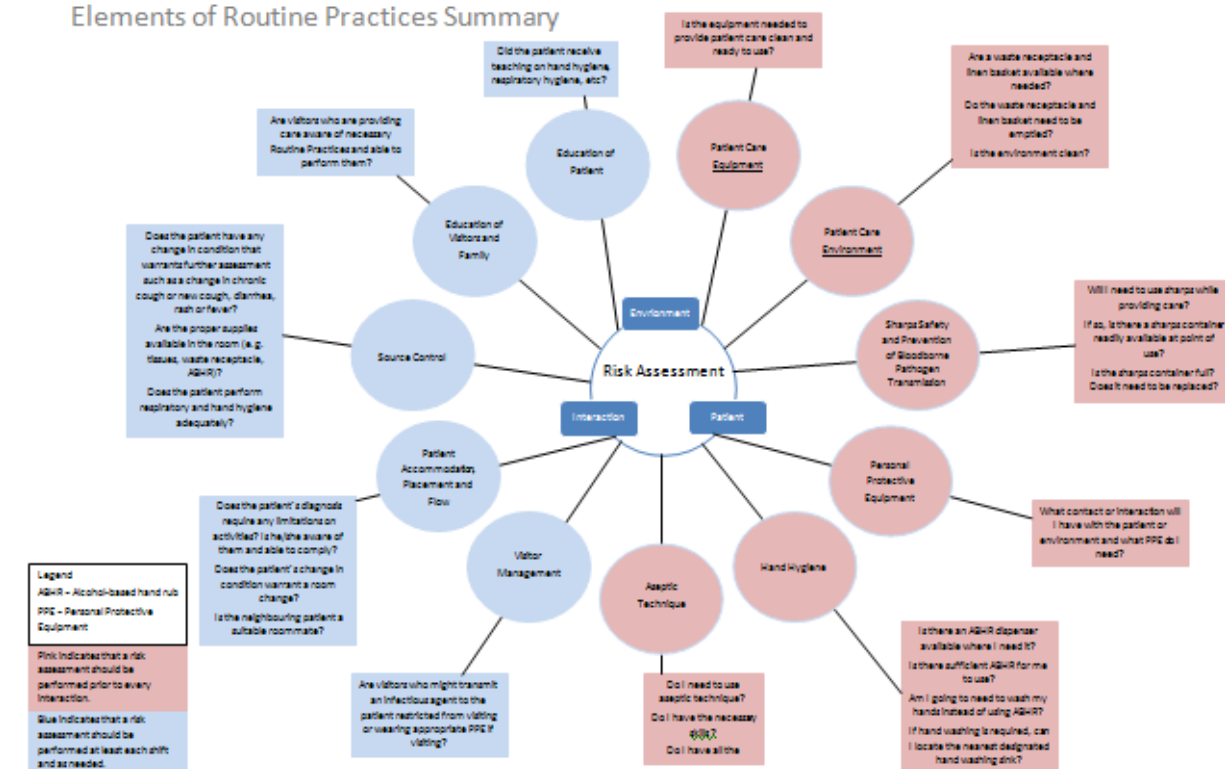 Elements of Routine Practices Summary
Is the equipment needed to
provide patient care clean and
ready to use?
Did the patient receive
teaching on hand hygiene,
respiratory hygiene, etc?
Are a waste receptacle and
linen basket available where
needed?
Do the waste receptacle and
linen basket need to be
emptied?
Is the environment clean?
Are visitors who are providing
care aware of necessary
Routine Practices and able to
perform them?
Education of
Patient
Patient Care
Equipment
Education of
Visitors and
Family
Patient Care
Environment
Does the patient have any
change in condition that
warrants further assessment
such as a change in chronic
cough or new cough, diarrhea,
rash or fever?
Are the proper supplies
available in the room (e.g.
tissues, waste receptacle,
ABHR)?
Does the patient perform
respiratory and hand hygiene
adequately?
Source Control
Envrionment
Risk Assessment
Interaction
Patient
Sharps Safety
and Prevention
of Bloodborne
Pathogen
Transmission
Will I need to use sharps while
providing care?
If so, is there a sharps container
readily available at point of
use?
Is the sharps container full?
Does it need to be replaced?
Patient
Accommodation,
Placement and
Flow
Personal
Protective
Equipment
Does the patient's diagnosis
require any limitations on
activities? Is he/she aware of
them and able to comply?
Does the patient's change in
condition warrant a room
change?
Is the neighbouring patient a
suitable roommate?
What contact or interaction will
I have with the patient or
environment and what PPE do I
need?
Visitor
Management
Aseptic
Technique
Hand Hygiene
Legend
ABHR – Alcohol-based hand rub
PPE – Personal Protective
Equipment
Pink indicates that a risk
assessment should be
performed prior to every
interaction.
Blue indicates that a risk
assessment should be
performed at least each shift
and as needed.
Are visitors who might transmit
an infectious agent to the
patient restricted from visiting
or wearing appropriate PPE if
visiting?
Do I need to use
aseptic technique?
Do I have the necessary
Do I have all the
Is there an ABHR dispenser
available where I need it?
Is there sufficient ABHR for me
to use?
Am I going to need to wash my
hands instead of using ABHR?
If hand washing is required, can
I locate the nearest designated
hand washing sink?